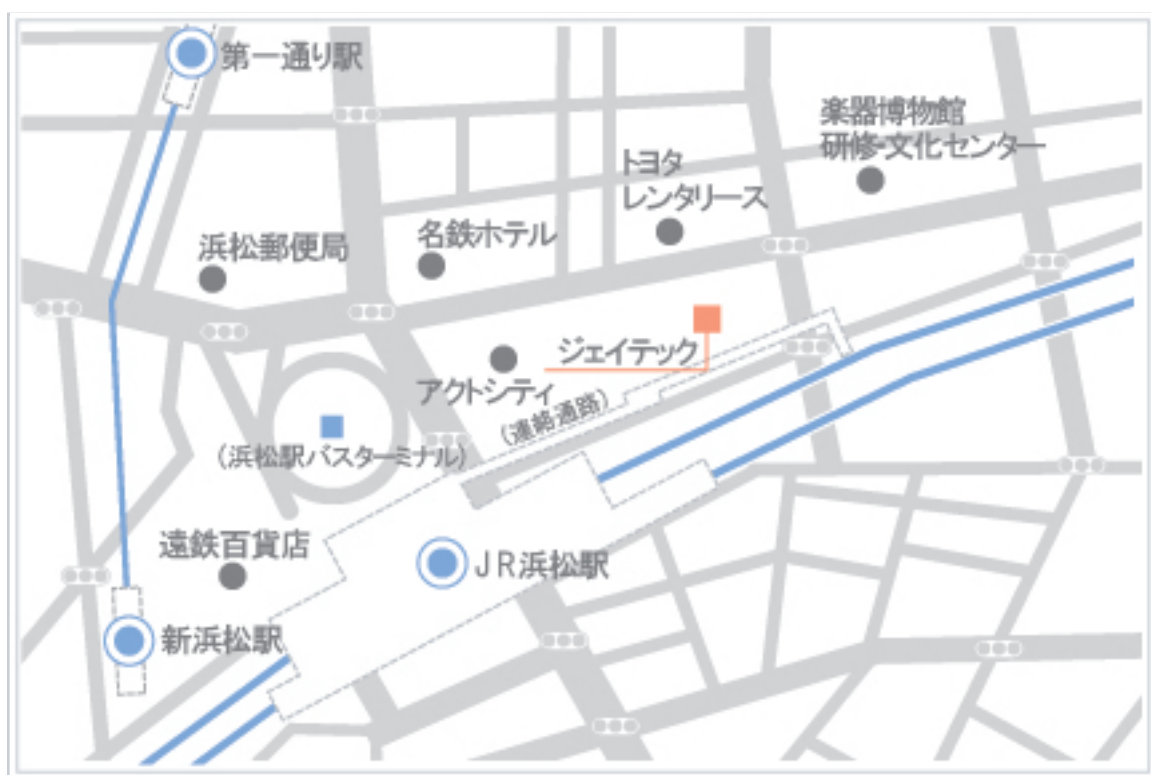 第一通り駅
楽器博物館
研修・文化センター
トヨタ
レンタリース
名鉄ホテル
浜松郵便局
ジェイテック
アクトシティ
(連絡通路)
(浜松駅バスターミナル)
遠鉄百貨店
JR浜松駅
新浜松駅